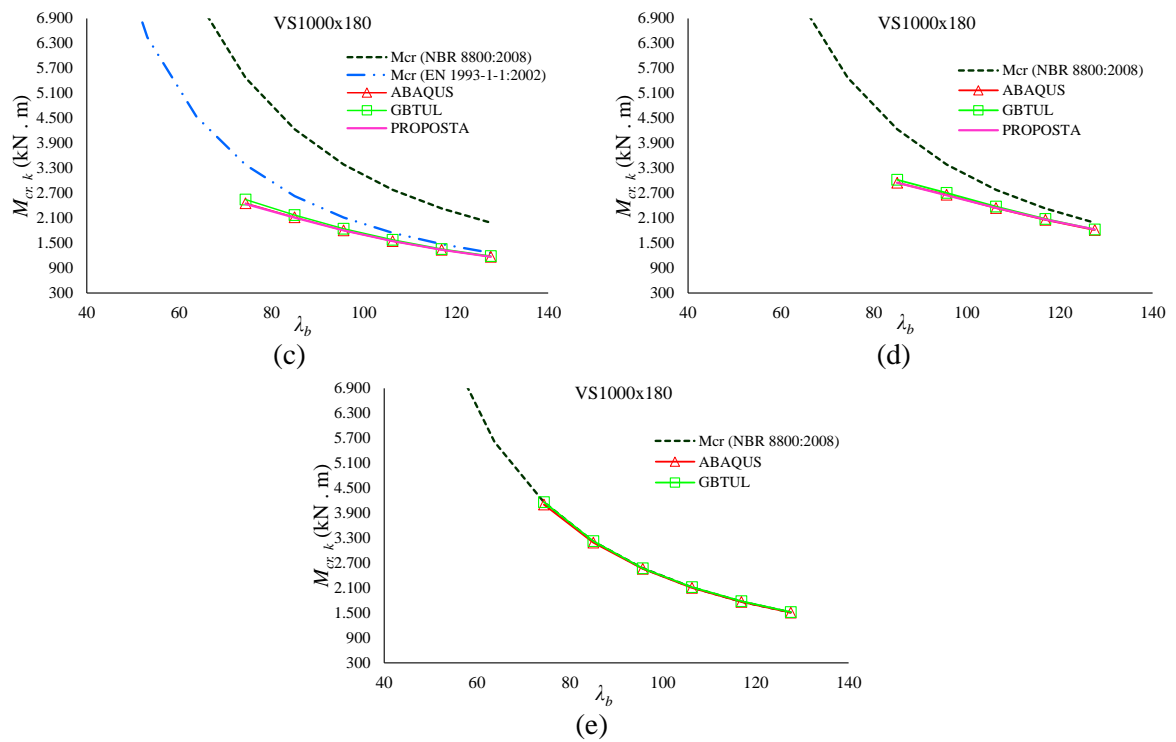 VS1000x180
6.900
6.300
5.700
5.100
4.500
3.900
3.300
2.700
2.100
1.500
900
300
M_cr, k (kN . m)
Mcr (NBR 8800:2008)
Mcr (EN 1993-1-1:2002)
ABAQUS
GBTUL
PROPOSTA
40 60 80 100 120 140
λ_b
(c)
VS1000x180
6.900
6.300
5.700
5.100
4.500
3.900
3.300
2.700
2.100
1.500
900
300
M_cr, k (kN . m)
Mcr (NBR 8800:2008)
ABAQUS
GBTUL
PROPOSTA
40 60 80 100 120 140
λ_b
(d)
VS1000x180
6.900
6.300
5.700
5.100
4.500
3.900
3.300
2.700
2.100
1.500
900
300
M_cr, k (kN . m)
Mcr (NBR 8800:2008)
ABAQUS
GBTUL
40 60 80 100 120 140
λ_b
(e)